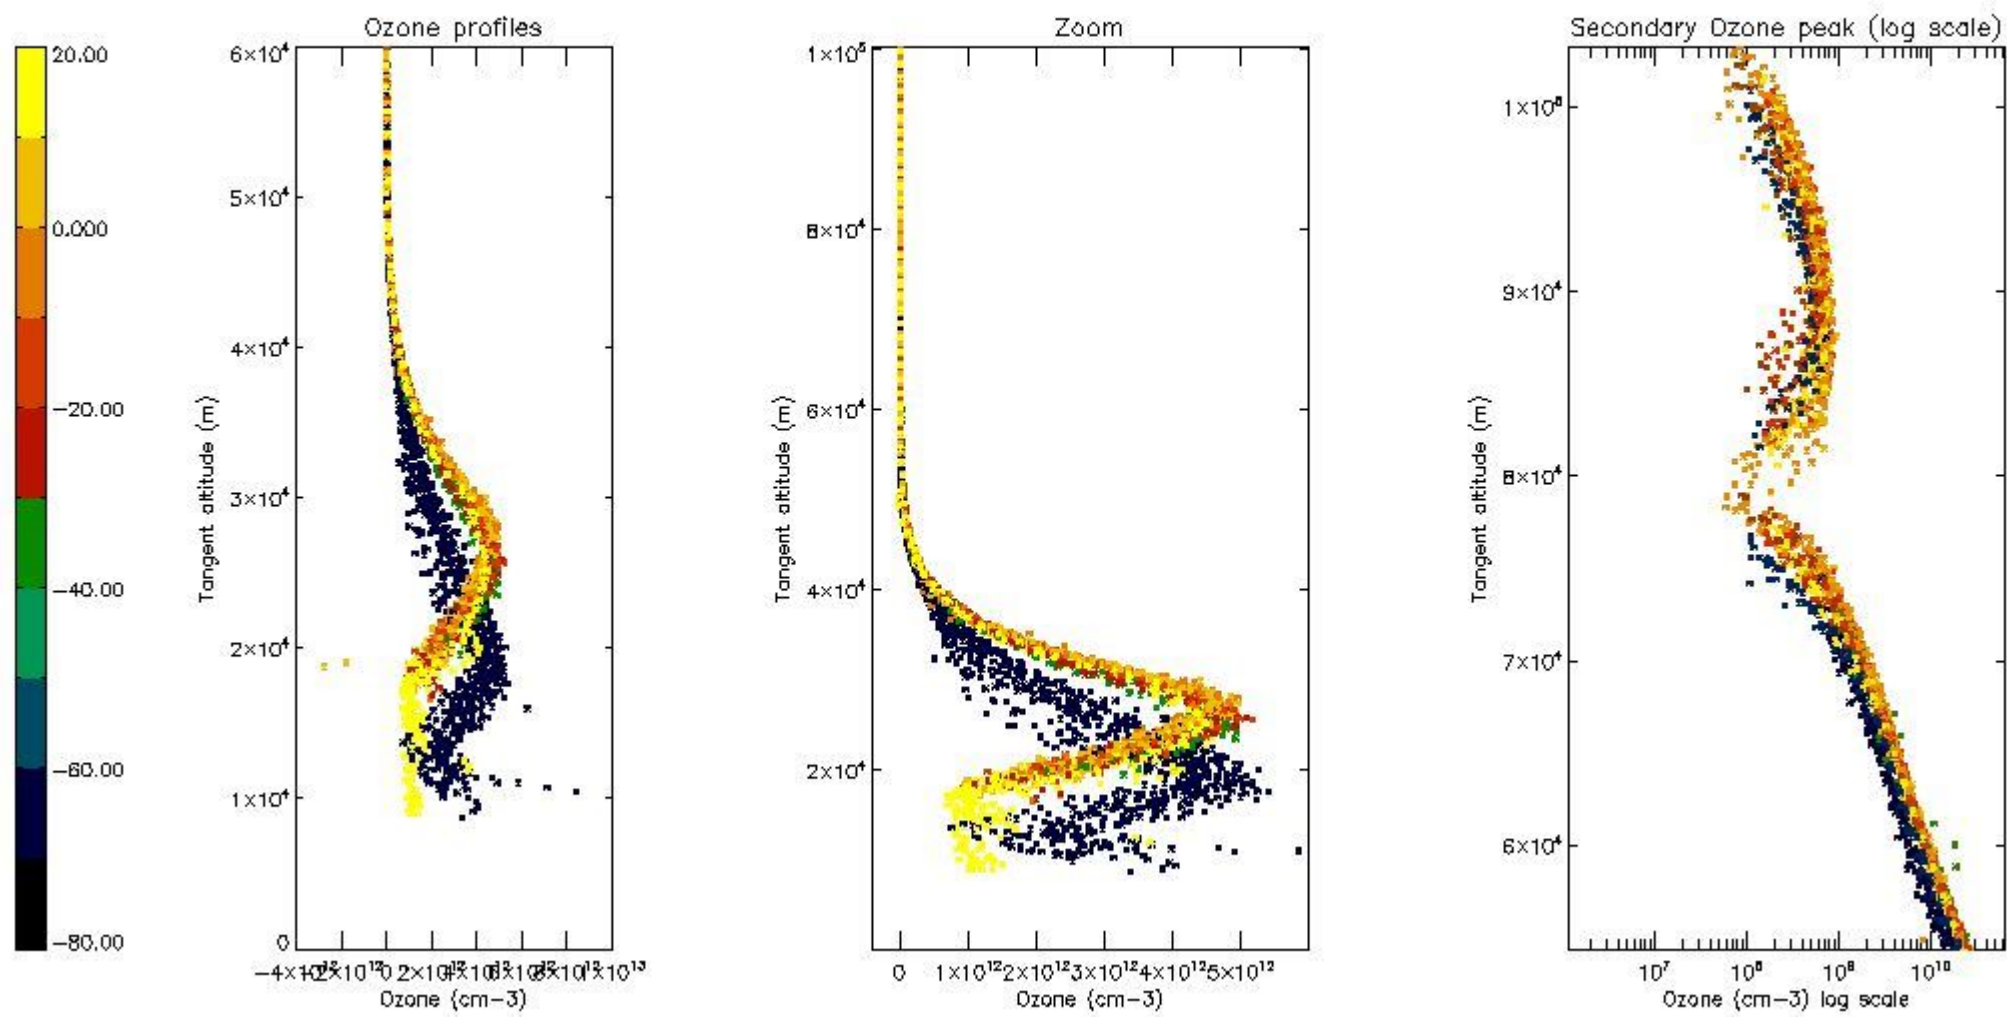 Ozone profiles
Zoom
Secondary Ozone peak (log scale)
20.00
0.000
−20.00
−40.00
−60.00
−80.00
6×10⁴
5×10⁴
4×10⁴
3×10⁴
2×10⁴
1×10⁴
0
Tangent altitude (m)
Ozone (cm−3)
1×10⁵
8×10⁴
6×10⁴
4×10⁴
2×10⁴
Tangent altitude (m)
0 1×10¹² 2×10¹² 3×10¹² 4×10¹² 5×10¹²
Ozone (cm−3)
9×10⁴
8×10⁴
7×10⁴
6×10⁴
Tangent altitude (m)
10⁷ 10⁸ 10⁹ 10¹⁰
Ozone (cm−3) log scale